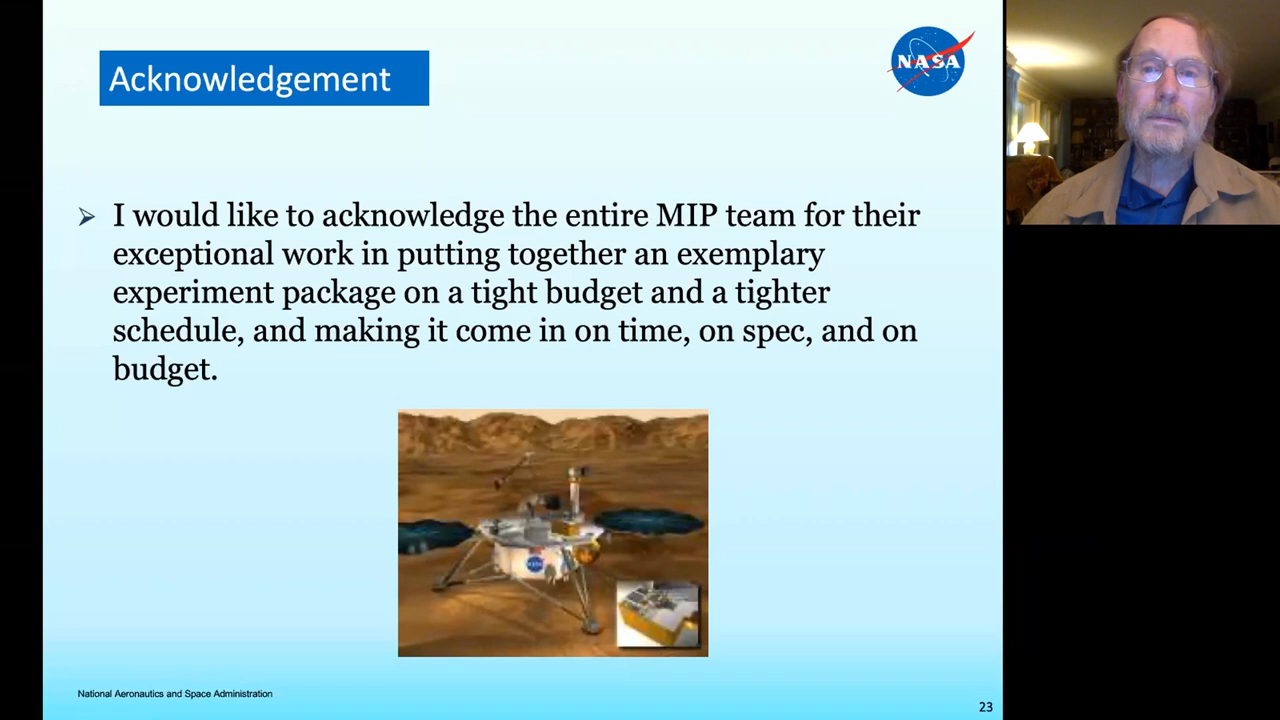 Acknowledgement
NASA
➢ I would like to acknowledge the entire MIP team for their
exceptional work in putting together an exemplary
experiment package on a tight budget and a tighter
schedule, and making it come in on time, on spec, and on
budget.
NASA
National Aeronautics and Space Administration
23